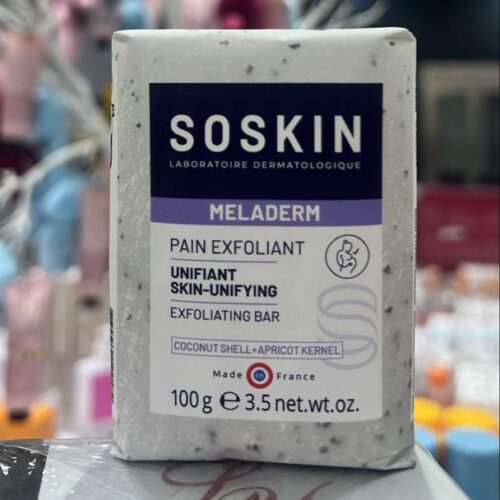 SOSKIN
LABORATOIRE DERMATOLOGIQUE
MELADERM
PAIN EXFOLIANT
UNIFIANT
SKIN-UNIFYING
EXFOLIATING BAR
COCONUT SHELL+APRICOT KERNEL
Made in France
100 g e 3.5 net.wt.oz.